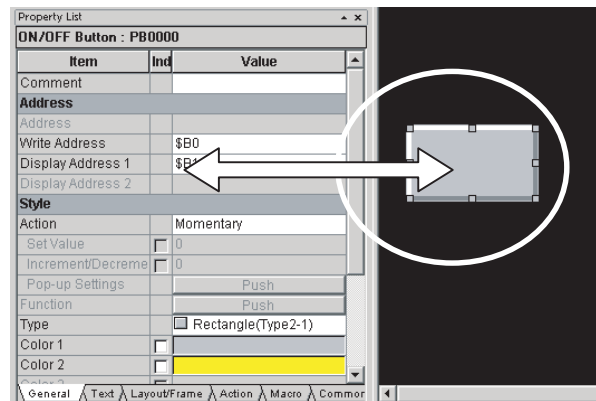 Property List
ON/OFF Button : PB0000
Item Ind Value
Comment
Address
Address
Write Address $B0
Display Address 1
Display Address 2
Style
Action Momentary
Set Value 0
Increment/Decreme 0
Pop-up Settings Push
Function Push
Type Rectangle(Type2-1)
Color 1
Color 2
General Text Layout/Frame Action Macro Common